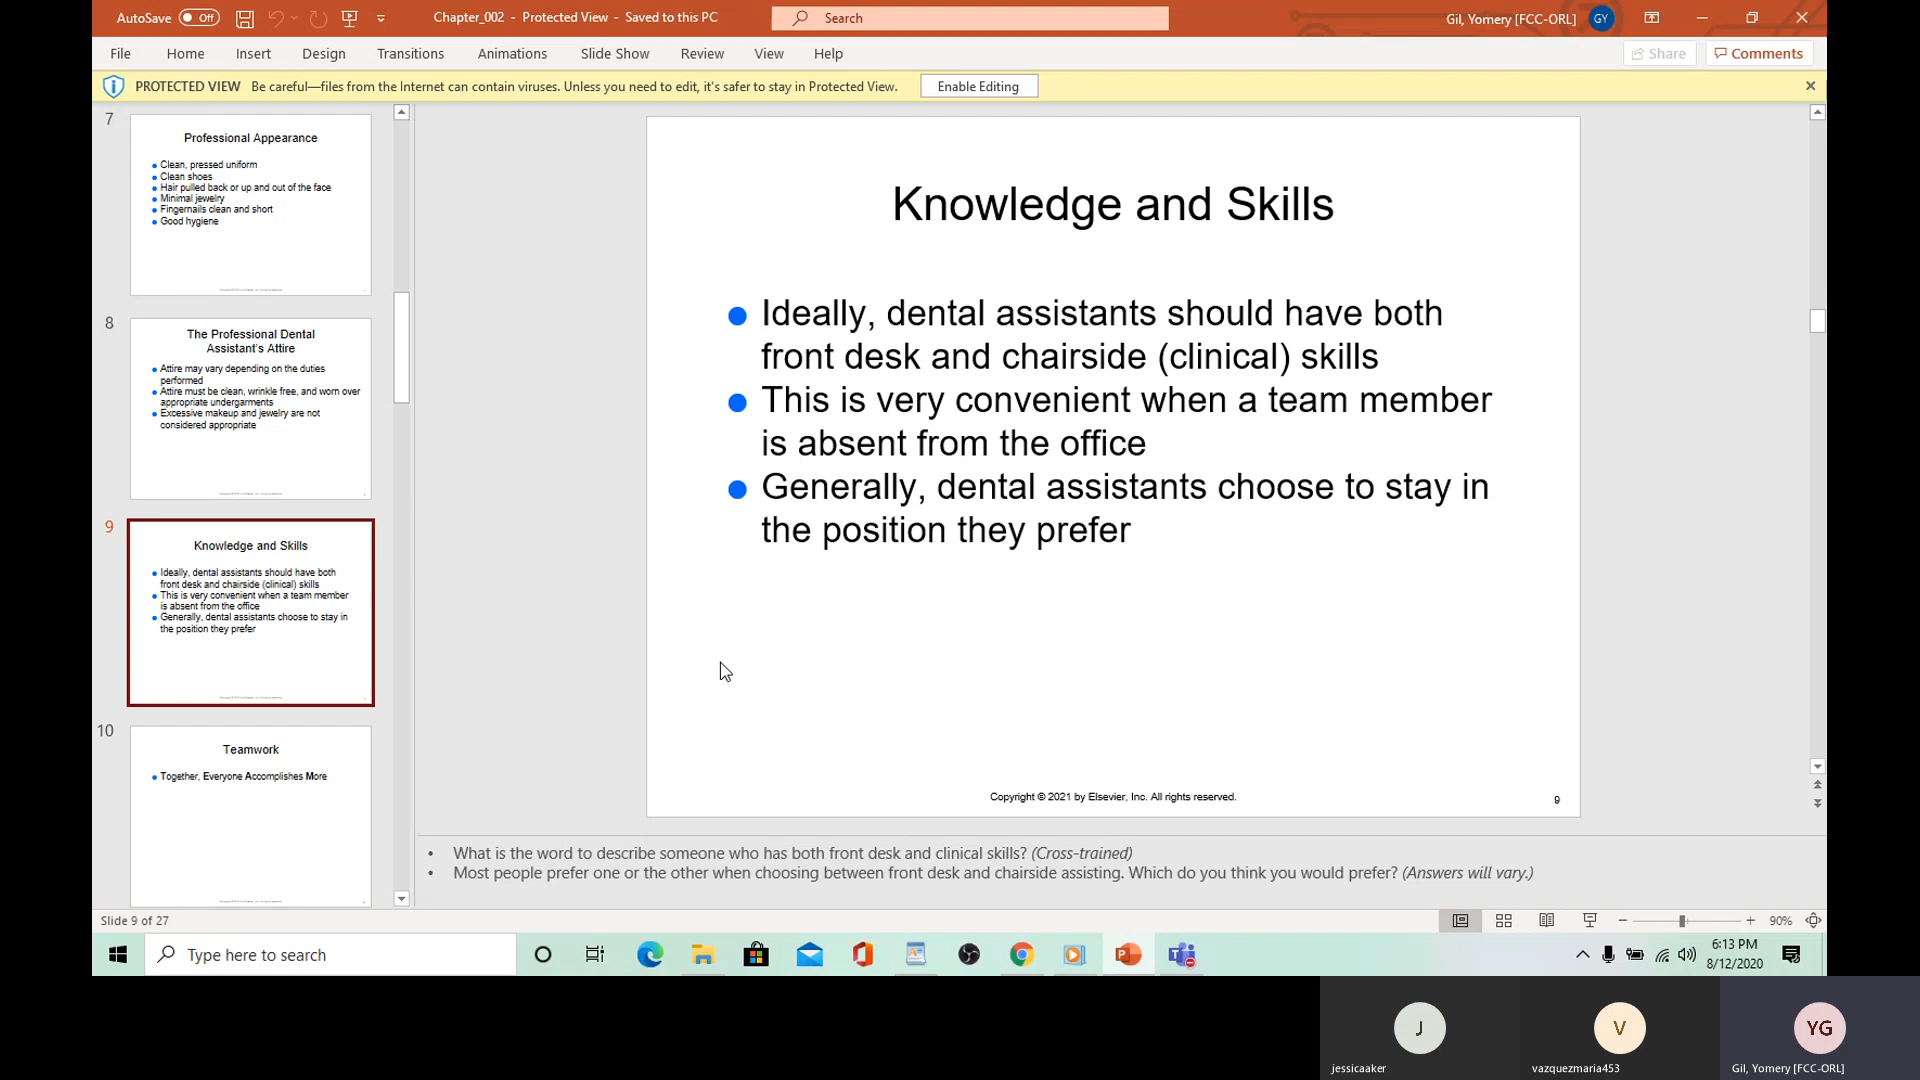 AutoSave Off
Chapter_002 - Protected View - Saved to this PC
Search
Gil, Yomery [FCC-ORL] GY
File Home Insert Design Transitions Animations Slide Show Review View Help
Share Comments
PROTECTED VIEW Be careful—files from the Internet can contain viruses. Unless you need to edit, it's safer to stay in Protected View. Enable Editing
7
Professional Appearance
Clean, pressed uniform
Clean shoes
Hair pulled back or up and out of the face
Minimal jewelry
Fingernails clean and short
Good hygiene
8
The Professional Dental
Assistant's Attire
Attire may vary depending on the duties
performed
Attire must be clean, wrinkle free, and worn over
appropriate undergarments
Excessive makeup and jewelry are not
considered appropriate
9
Knowledge and Skills
Ideally, dental assistants should have both
front desk and chairside (clinical) skills
This is very convenient when a team member
is absent from the office
Generally, dental assistants choose to stay in
the position they prefer
10
Teamwork
Together, Everyone Accomplishes More
Knowledge and Skills
Ideally, dental assistants should have both
front desk and chairside (clinical) skills
This is very convenient when a team member
is absent from the office
Generally, dental assistants choose to stay in
the position they prefer
Copyright © 2021 by Elsevier, Inc. All rights reserved.
9
• What is the word to describe someone who has both front desk and clinical skills? (Cross-trained)
• Most people prefer one or the other when choosing between front desk and chairside assisting. Which do you think you would prefer? (Answers will vary.)
Slide 9 of 27
90%
Type here to search
6:13 PM
8/12/2020
J
V
YG
jessicaaker
vazquezmaria453
Gil, Yomery [FCC-ORL]